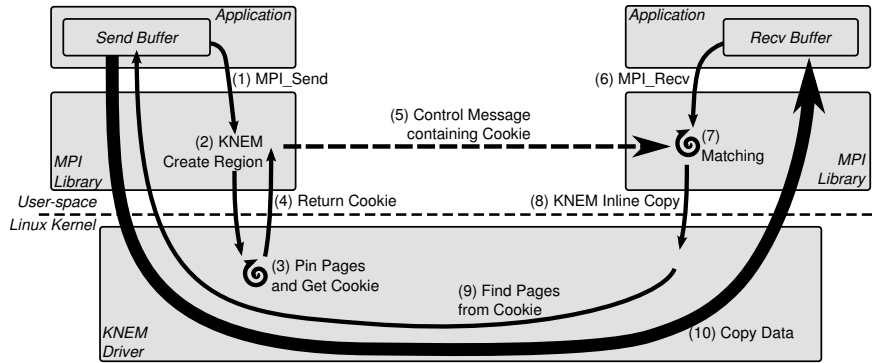 Application
Send Buffer
Application
Recv Buffer
(1) MPI_Send
(6) MPI_Recv
(2) KNEM
Create Region
(5) Control Message
containing Cookie
(7)
Matching
MPI
Library
MPI
Library
User-space
(4) Return Cookie
(8) KNEM Inline Copy
Linux Kernel
(3) Pin Pages
and Get Cookie
(9) Find Pages
from Cookie
(10) Copy Data
KNEM
Driver